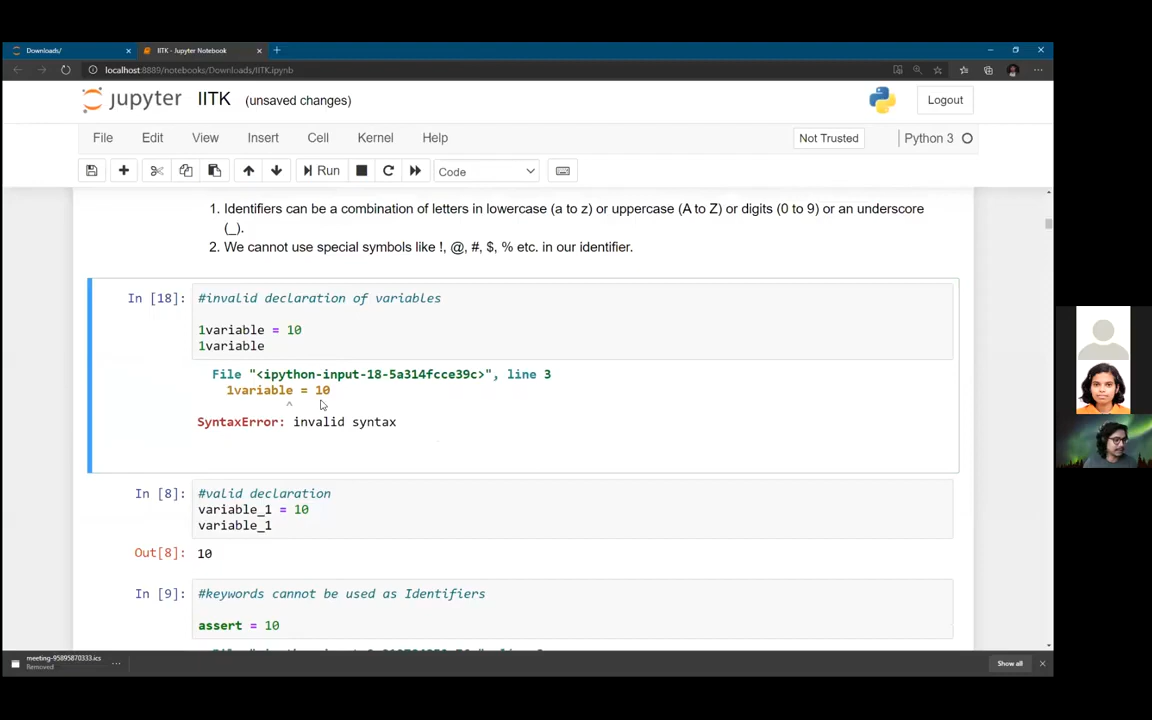 Downloads/
IITK - Jupyter Notebook
localhost:8889/notebooks/Downloads/IITK.ipynb
jupyter IITK (unsaved changes)
Logout
File Edit View Insert Cell Kernel Help
Not Trusted
Python 3
Run
Code
1. Identifiers can be a combination of letters in lowercase (a to z) or uppercase (A to Z) or digits (0 to 9) or an underscore
(_).
2. We cannot use special symbols like !, @, #, $, % etc. in our identifier.
In [18]: #invalid declaration of variables
1variable = 10
1variable
File "<ipython-input-18-5a314fcce39c>", line 3
1variable = 10
^
SyntaxError: invalid syntax
In [8]: #valid declaration
variable_1 = 10
variable_1
Out[8]: 10
In [9]: #keywords cannot be used as Identifiers
assert = 10
meeting-95895870333.ics
Removed
Show all